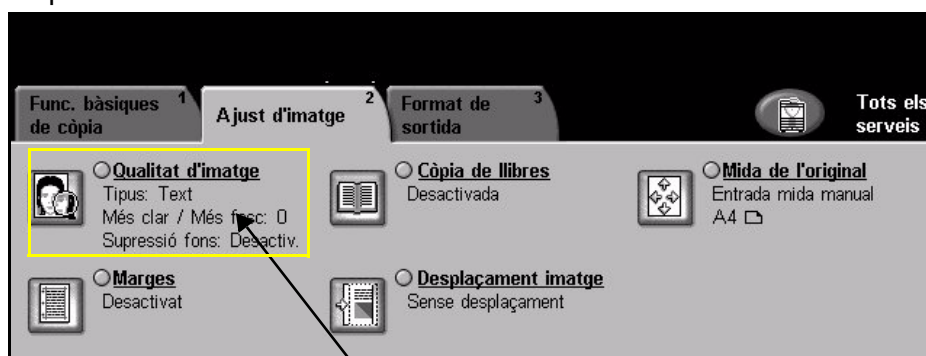 Func. bàsiques 1
de còpia
Ajust d'imatge 2
Format de 3
sortida
Tots els
serveis
Qualitat d'imatge
Tipus: Text
Més clar / Més fosc: 0
Supressió fons: Desactiv.
Còpia de llibres
Desactivada
Mida de l'original
Entrada mida manual
A4
Marges
Desactivat
Desplaçament imatge
Sense desplaçament